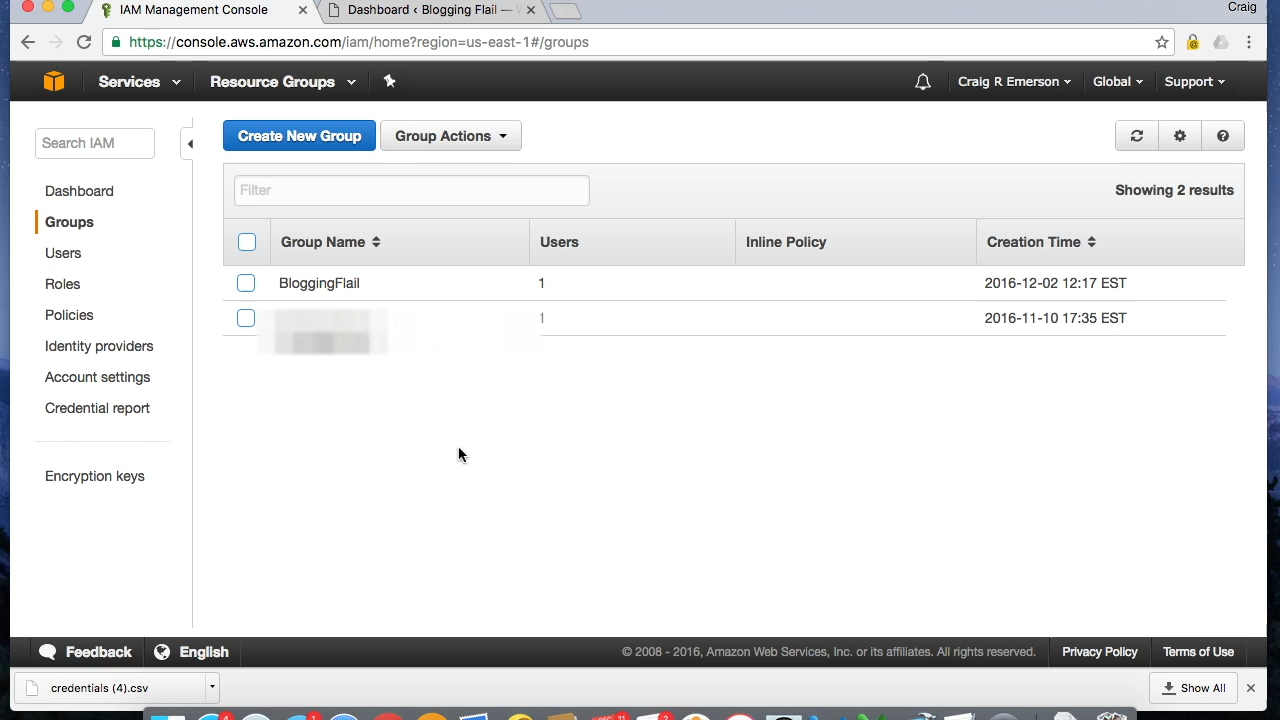 IAM Management Console
Dashboard ‹ Blogging Flail —
Craig
https://console.aws.amazon.com/iam/home?region=us-east-1#/groups
Services
Resource Groups
Craig R Emerson
Global
Support
Search IAM
Create New Group
Group Actions
Dashboard
Groups
Users
Roles
Policies
Identity providers
Account settings
Credential report
Encryption keys
Filter
Showing 2 results
Group Name
Users
Inline Policy
Creation Time
BloggingFlail
1
2016-12-02 12:17 EST
1
2016-11-10 17:35 EST
Feedback
English
© 2008 - 2016, Amazon Web Services, Inc. or its affiliates. All rights reserved.
Privacy Policy
Terms of Use
credentials (4).csv
Show All